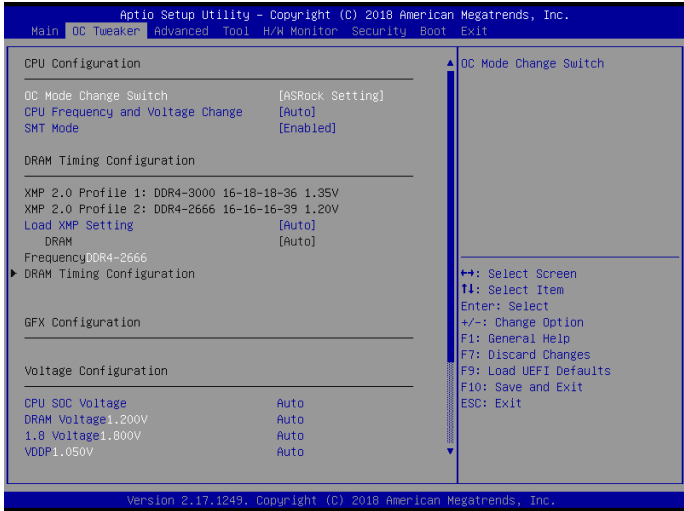 Aptio Setup Utility – Copyright (C) 2018 American Megatrends, Inc.
Main OC Tweaker Advanced Tool H/W Monitor Security Boot Exit
CPU Configuration
OC Mode Change Switch [ASRock Setting]
CPU Frequency and Voltage Change [Auto]
SMT Mode [Enabled]
DRAM Timing Configuration
XMP 2.0 Profile 1: DDR4-3000 16-18-18-36 1.35V
XMP 2.0 Profile 2: DDR4-2666 16-16-16-39 1.20V
Load XMP Setting [Auto]
DRAM [Auto]
FrequencyDDR4-2666
DRAM Timing Configuration
GFX Configuration
Voltage Configuration
CPU SOC Voltage Auto
DRAM Voltage1.200V Auto
1.8 Voltage1.800V Auto
VDDP1.050V Auto
OC Mode Change Switch
↔: Select Screen
↑↓: Select Item
Enter: Select
+/-: Change Option
F1: General Help
F7: Discard Changes
F9: Load UEFI Defaults
F10: Save and Exit
ESC: Exit
Version 2.17.1249. Copyright (C) 2018 American Megatrends, Inc.